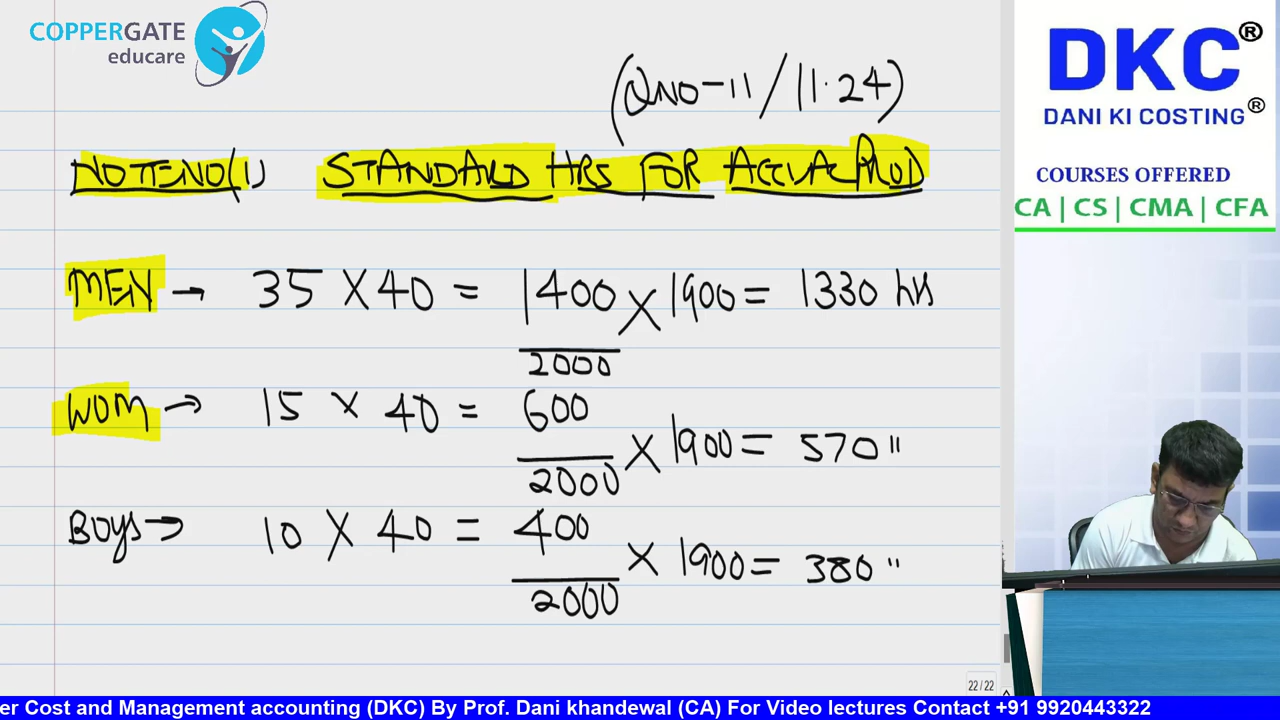 COPPERGATE
educare
(QNO-11/11.24)
NOTENO(1) STANDARD HRS FOR ACCUAL PROD
MEN → 35 X 40 = 1400 X 1900 = 1330 hrs
2000
WOM → 15 X 40 = 600
X 1900 = 570 "
2000
BOYS → 10 X 40 = 400
X 1900 = 380 "
2000
22/22
DKC®
DANI KI COSTING®
COURSES OFFERED
CA | CS | CMA | CFA
er Cost and Management accounting (DKC) By Prof. Dani khandewal (CA) For Video lectures Contact +91 9920443322